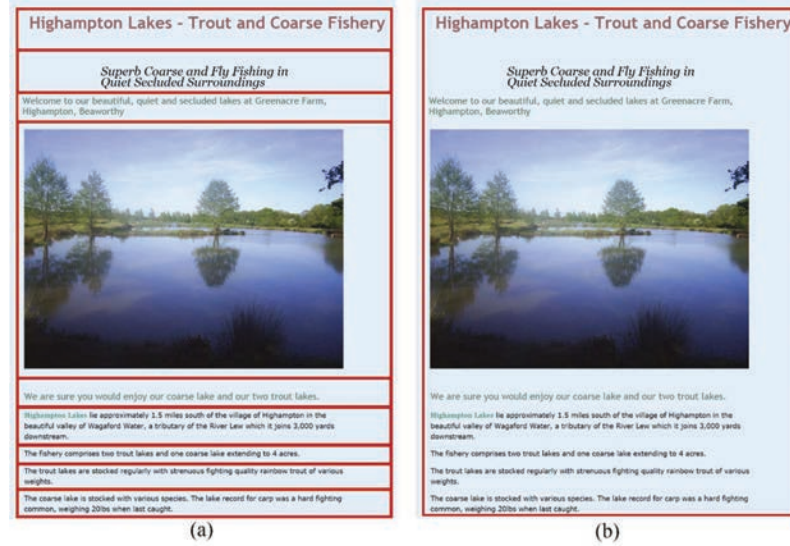 Highampton Lakes - Trout and Coarse Fishery
Superb Coarse and Fly Fishing in
Quiet Secluded Surroundings
Welcome to our beautiful, quiet and secluded lakes at Greenacre Farm,
Highampton, Beaworthy
We are sure you would enjoy our coarse lake and our two trout lakes.
Highampton Lakes lie approximately 1.5 miles south of the village of Highampton in the
beautiful valley of Wagaford Water, a tributary of the River Lew which it joins 3,000 yards
downstream.
The fishery comprises two trout lakes and one coarse lake extending to 4 acres.
The trout lakes are stocked regularly with strenuous fighting quality rainbow trout of various
weights.
The coarse lake is stocked with various species. The lake record for carp was a hard fighting
common, weighing 20lbs when last caught.
(a)
Highampton Lakes - Trout and Coarse Fishery
Superb Coarse and Fly Fishing in
Quiet Secluded Surroundings
Welcome to our beautiful, quiet and secluded lakes at Greenacre Farm,
Highampton, Beaworthy
We are sure you would enjoy our coarse lake and our two trout lakes.
Highampton Lakes lie approximately 1.5 miles south of the village of Highampton in the
beautiful valley of Wagaford Water, a tributary of the River Lew which it joins 3,000 yards
downstream.
The fishery comprises two trout lakes and one coarse lake extending to 4 acres.
The trout lakes are stocked regularly with strenuous fighting quality rainbow trout of various
weights.
The coarse lake is stocked with various species. The lake record for carp was a hard fighting
common, weighing 20lbs when last caught.
(b)